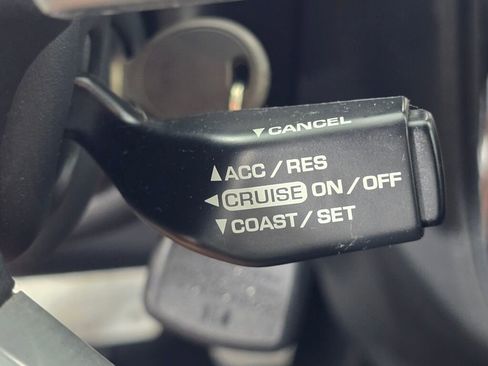 ▼CANCEL
▲ACC / RES
◄CRUISE ON / OFF
▼COAST / SET